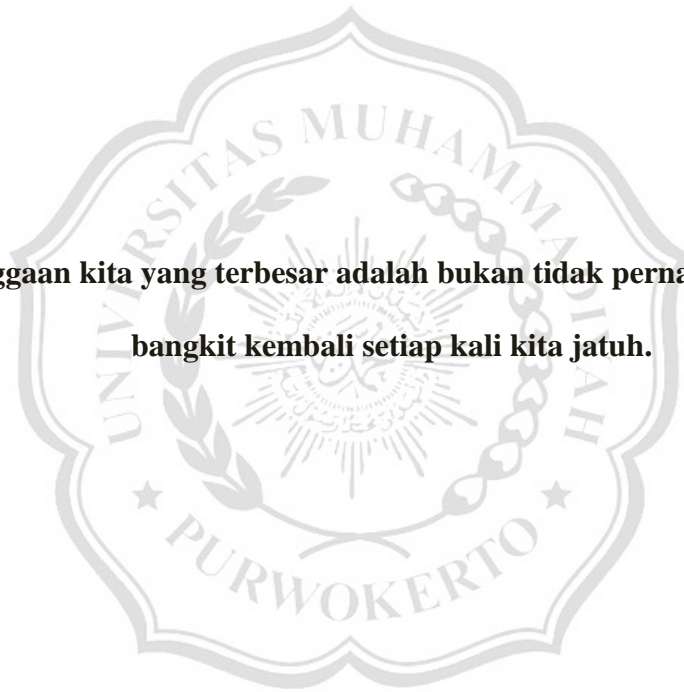 ggaan kita yang terbesar adalah bukan tidak perna
bangkit kembali setiap kali kita jatuh.
UNIVERSITAS MUHAMMADIYAH
PURWOKERTO